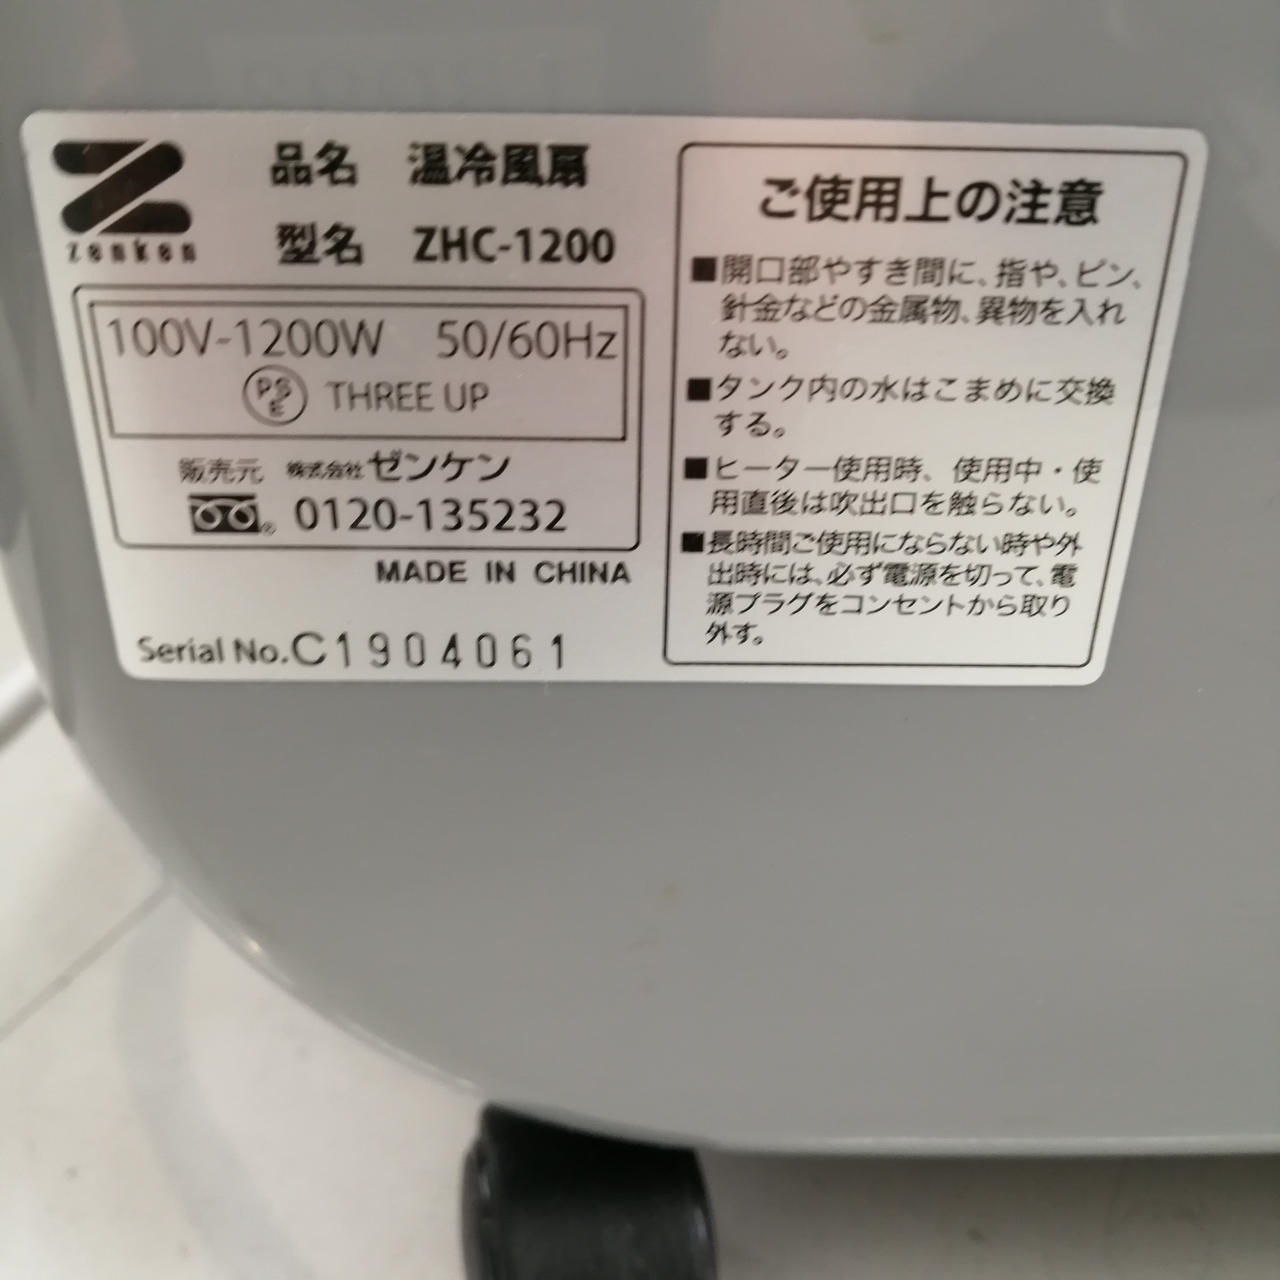 zenken
品名 温冷風扇
型名 ZHC-1200
100V-1200W 50/60Hz
PSE THREE UP
販売元 株式会社ゼンケン
0120-135232
MADE IN CHINA
Serial No.C1904061
ご使用上の注意
■開口部やすき間に、指や、ピン、
針金などの金属物、異物を入れ
ない。
■タンク内の水はこまめに交換
する。
■ヒーター使用時、使用中・使
用直後は吹出口を触らない。
■長時間ご使用にならない時や外
出時には、必ず電源を切って、電
源プラグをコンセントから取り
外す。